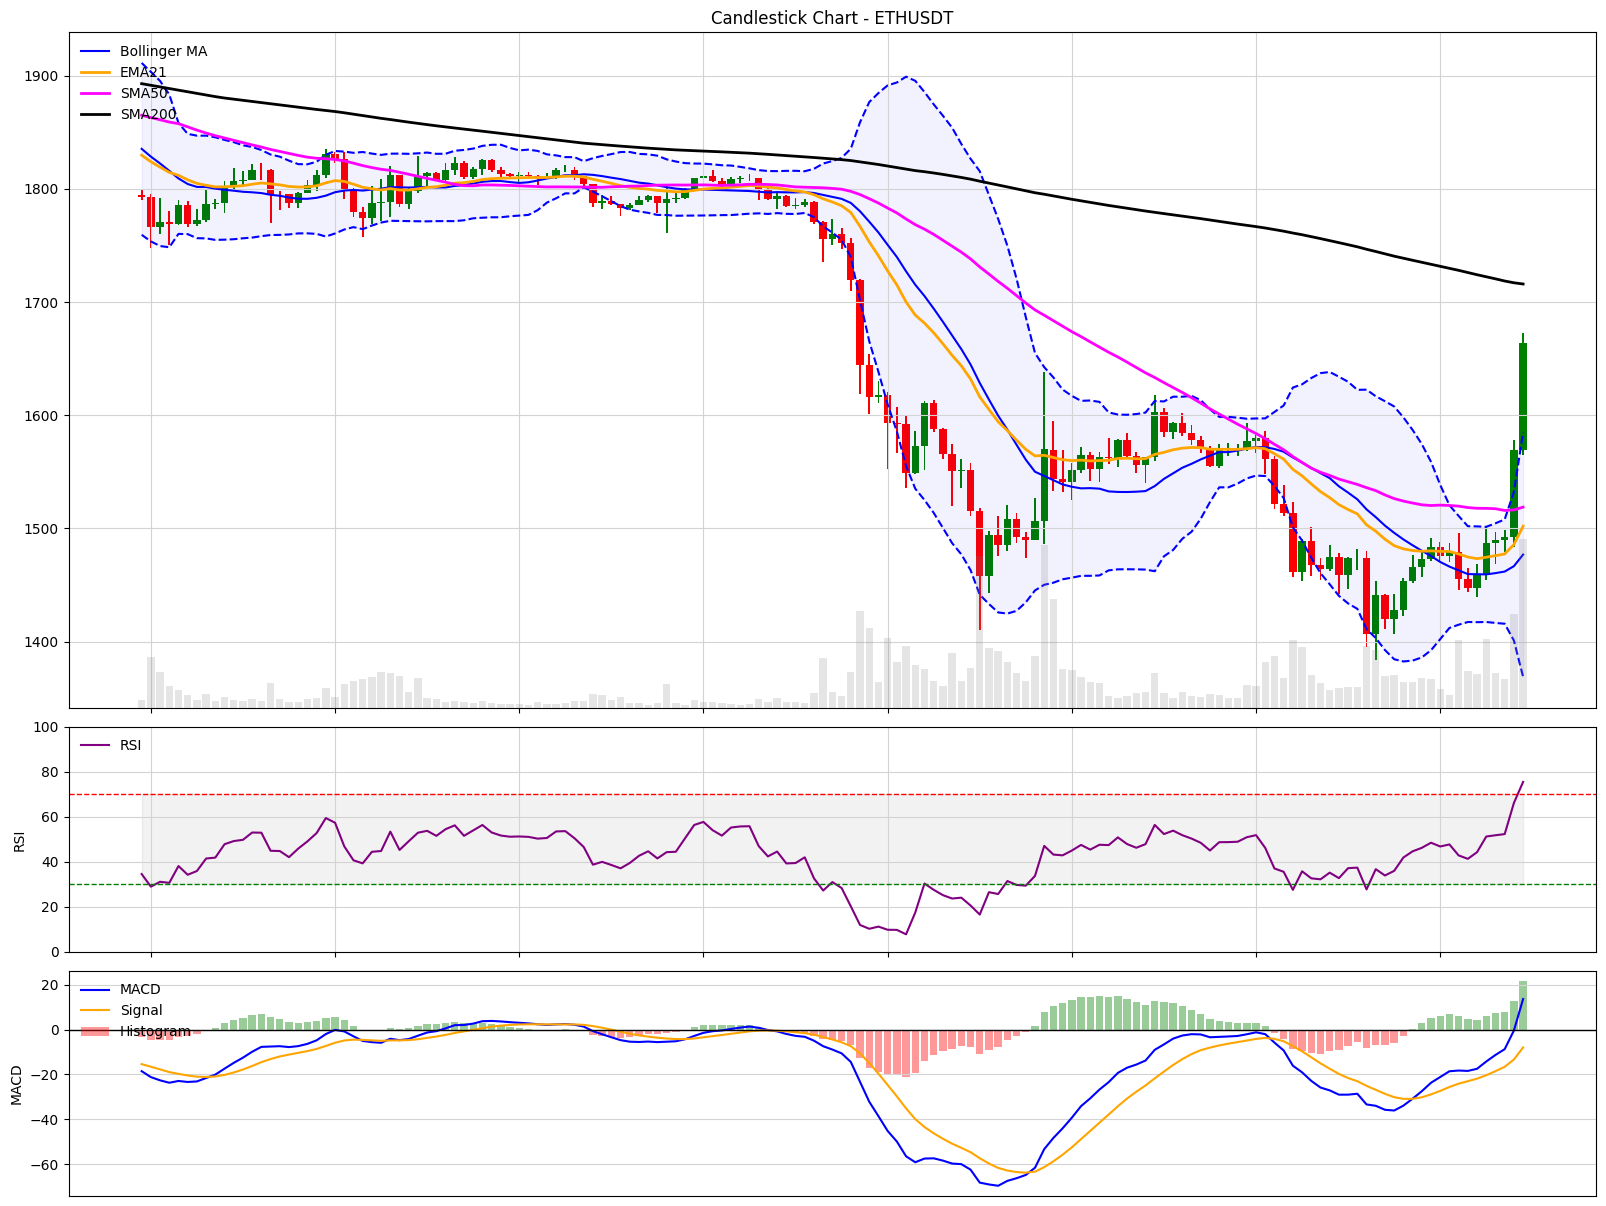 Candlestick Chart - ETHUSDT
Bollinger MA
EMA21
SMA50
SMA200
1900
1800
1700
1600
1500
1400
RSI
100
80
60
40
20
0
RSI
MACD
Signal
Histogram
20
0
−20
−40
−60
MACD